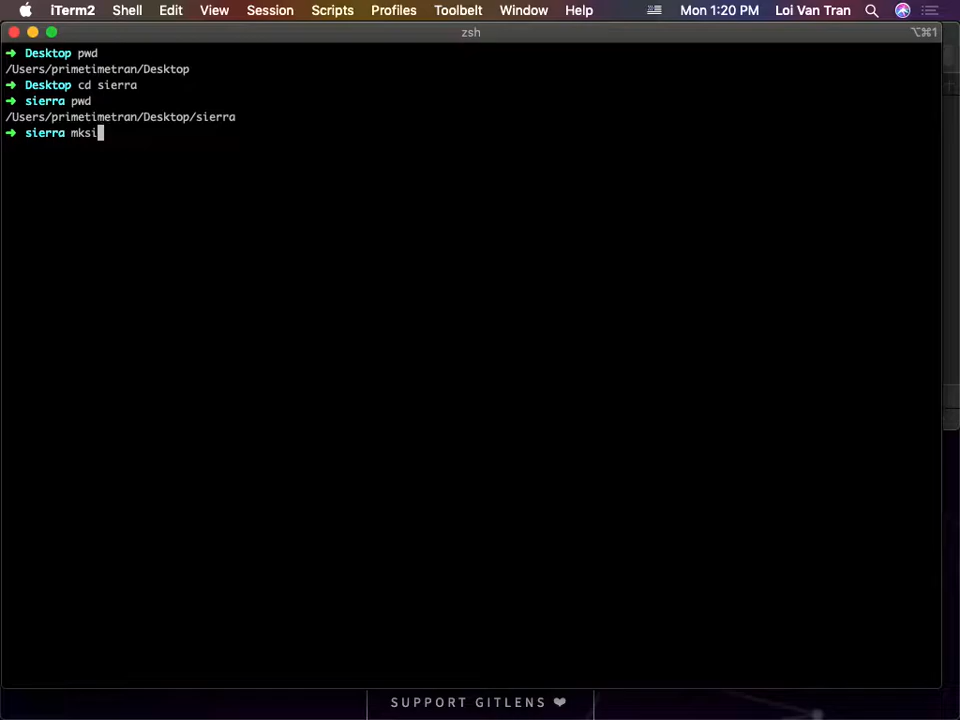 iTerm2 Shell Edit View Session Scripts Profiles Toolbelt Window Help Mon 1:20 PM Loi Van Tran
zsh ⌥⌘1
➜ Desktop pwd
/Users/primetimetran/Desktop
➜ Desktop cd sierra
➜ sierra pwd
/Users/primetimetran/Desktop/sierra
➜ sierra mksi
SUPPORT GITLENS ❤